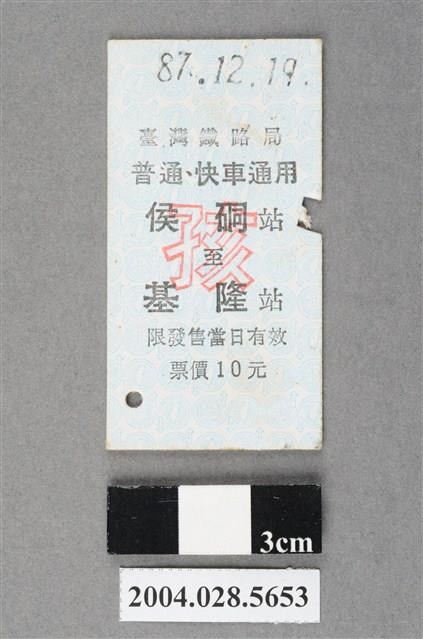 87.12.19.
臺灣鐵路局
普通、快車通用
侯硐站
孩
至
基隆站
限發售當日有效
票價10元
3cm
2004.028.5653